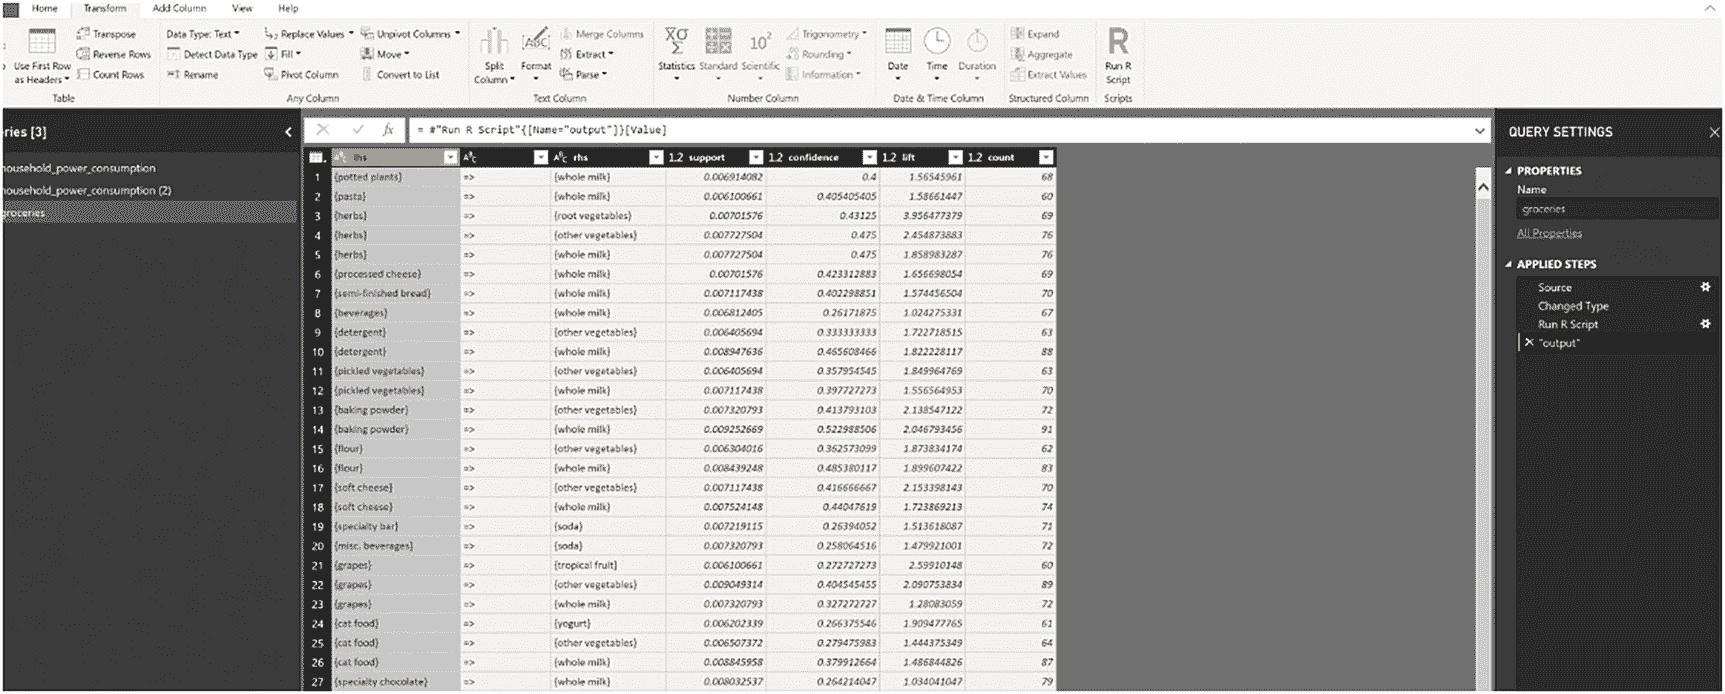 Home Transform Add Column View Help
Transpose Data Type: Text Replace Values Unpivot Columns Merge Columns Trigonometry Expand
Use First Row as Headers Reverse Rows Detect Data Type Fill Move Split Column Format Extract Statistics Standard Scientific Rounding Date Time Duration Aggregate Run R Script
Count Rows Rename Pivot Column Convert to List Parse Information Extract Values
Table Any Column Text Column Number Column Date & Time Column Structured Column Scripts
ries [3]
household_power_consumption
household_power_consumption (2)
groceries
fx = #"Run R Script"{[Name="output"]}[Value]
lhs rhs 1.2 support 1.2 confidence 1.2 lift 1.2 count
1 {potted plants} => {whole milk} 0.006914082 0.4 1.56545961 68
2 {pasta} => {whole milk} 0.006100661 0.405405405 1.58661447 60
3 {herbs} => {root vegetables} 0.00701576 0.43125 3.956477379 69
4 {herbs} => {other vegetables} 0.007727504 0.475 2.454873883 76
5 {herbs} => {whole milk} 0.007727504 0.475 1.858983287 76
6 {processed cheese} => {whole milk} 0.00701576 0.423312883 1.656698054 69
7 {semi-finished bread} => {whole milk} 0.007117438 0.402298851 1.574456504 70
8 {beverages} => {whole milk} 0.006812405 0.26171875 1.024275331 67
9 {detergent} => {other vegetables} 0.006405694 0.333333333 1.722718515 63
10 {detergent} => {whole milk} 0.008947636 0.465608466 1.822228117 88
11 {pickled vegetables} => {other vegetables} 0.006405694 0.357954545 1.849964769 63
12 {pickled vegetables} => {whole milk} 0.007117438 0.397727273 1.556564953 70
13 {baking powder} => {other vegetables} 0.007320793 0.413793103 2.138547122 72
14 {baking powder} => {whole milk} 0.009252669 0.522988506 2.046793456 91
15 {flour} => {other vegetables} 0.006304016 0.362573099 1.873834174 62
16 {flour} => {whole milk} 0.008439248 0.485380117 1.899607422 83
17 {soft cheese} => {other vegetables} 0.007117438 0.416666667 2.153398143 70
18 {soft cheese} => {whole milk} 0.007524148 0.44047619 1.723869213 74
19 {specialty bar} => {soda} 0.007219115 0.26394052 1.513618087 71
20 {misc. beverages} => {soda} 0.007320793 0.258064516 1.479921001 72
21 {grapes} => {tropical fruit} 0.006100661 0.272727273 2.59910148 60
22 {grapes} => {other vegetables} 0.009049314 0.404545455 2.090753834 89
23 {grapes} => {whole milk} 0.007320793 0.327272727 1.28083059 72
24 {cat food} => {yogurt} 0.006202339 0.266375546 1.909477765 61
25 {cat food} => {other vegetables} 0.006507372 0.279475983 1.444375349 64
26 {cat food} => {whole milk} 0.008845958 0.379912664 1.486844826 87
27 {specialty chocolate} => {whole milk} 0.008032537 0.264214047 1.034041047 79
QUERY SETTINGS
PROPERTIES
Name
groceries
All Properties
APPLIED STEPS
Source
Changed Type
Run R Script
"output"